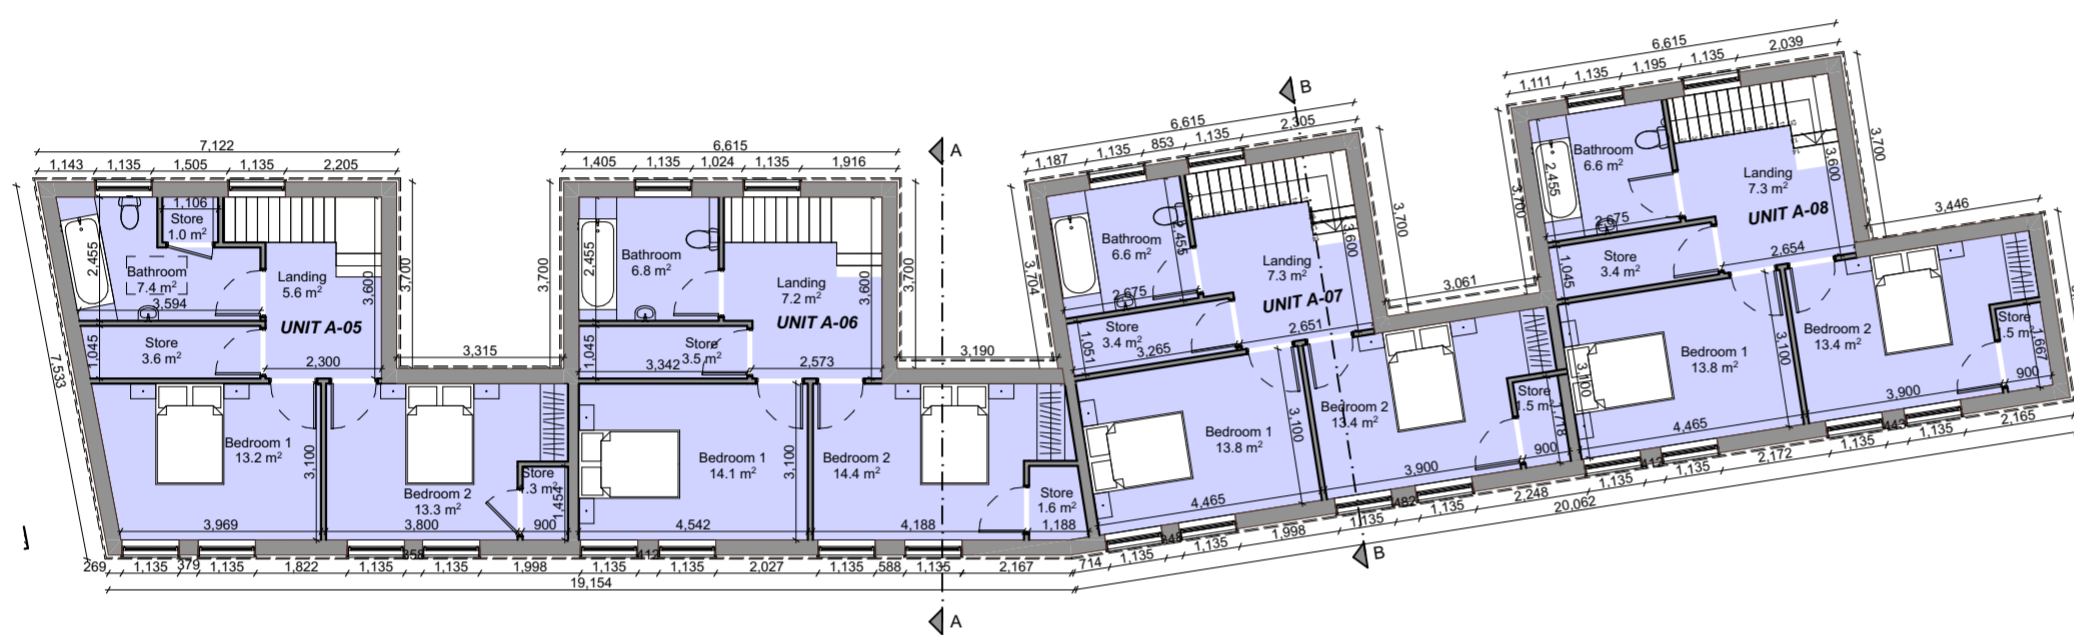 7,122
1,143 1,135 1,505 1,135 2,205
1,106
Store
1.0 m²
2,455
Bathroom
7.4 m²
3,594
Landing
5.6 m²
3,600
3,700
UNIT A-05
1,045
Store
3.6 m²
2,300
7,533
Bedroom 1
13.2 m²
3,100
Bedroom 2
13.3 m²
Store
1,454
3,969 3,800 900
269 1,135 379 1,135 1,822 1,135 858 1,135 1,998
3,315
6,615
1,405 1,135 1,024 1,135 1,916
3,700
2,455
Bathroom
6.8 m²
Landing
7.2 m²
3,600
3,700
UNIT A-06
1,045
Store
3.5 m²
3,342 2,573
Bedroom 1
14.1 m²
3,100
Bedroom 2
14.4 m²
Store
1.6 m²
4,542 4,188 1,188
1,135 412 1,135 2,027 1,135 588 1,135 2,167
19,154
3,190
A
A
6,615
1,187 1,135 853 1,135 2,305
B
3,704
Bathroom
6.6 m²
2,455
2,675
Landing
7.3 m²
3,600
3,700
UNIT A-07
1,051
Store
3.4 m²
3,265
2,651
3,061
Bedroom 1
13.8 m²
3,100
Bedroom 2
13.4 m²
Store
1.5 m²
1,718
4,465 3,900 900
714 1,135 848 1,135 1,998 1,135 482 1,135 2,248
B
6,615
1,111 1,135 1,195 1,135 2,039
3,700
2,455
Bathroom
6.6 m²
2,675
Landing
7.3 m²
3,600
3,700
UNIT A-08
3,446
1,045
Store
3.4 m²
2,654
Bedroom 1
13.8 m²
3,100
3,100
Bedroom 2
13.4 m²
Store
.5 m²
1,667
4,465 3,900 900
1,135 412 1,135 2,172 1,135 443 1,135 2,165
20,062